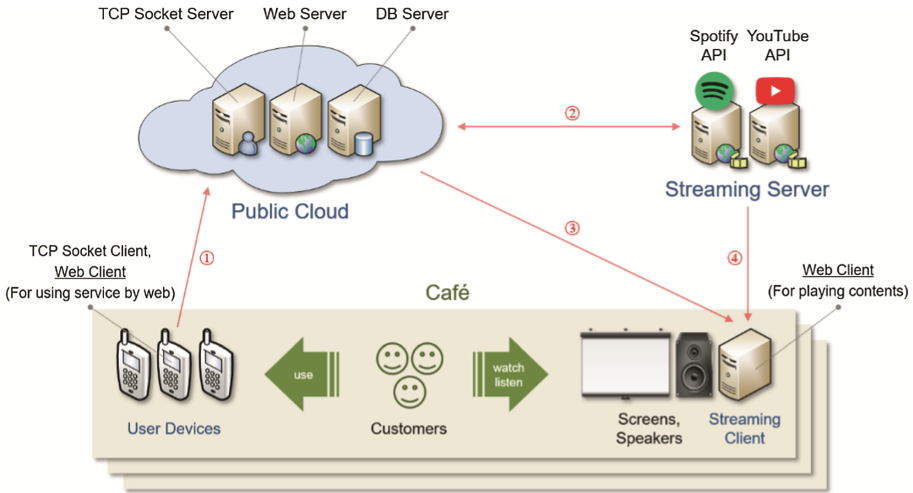 TCP Socket Server
Web Server
DB Server
Spotify
API
YouTube
API
②
Public Cloud
Streaming Server
①
③
④
TCP Socket Client,
Web Client
(For using service by web)
Web Client
(For playing contents)
Café
use
watch
listen
User Devices
Customers
Screens,
Speakers
Streaming
Client